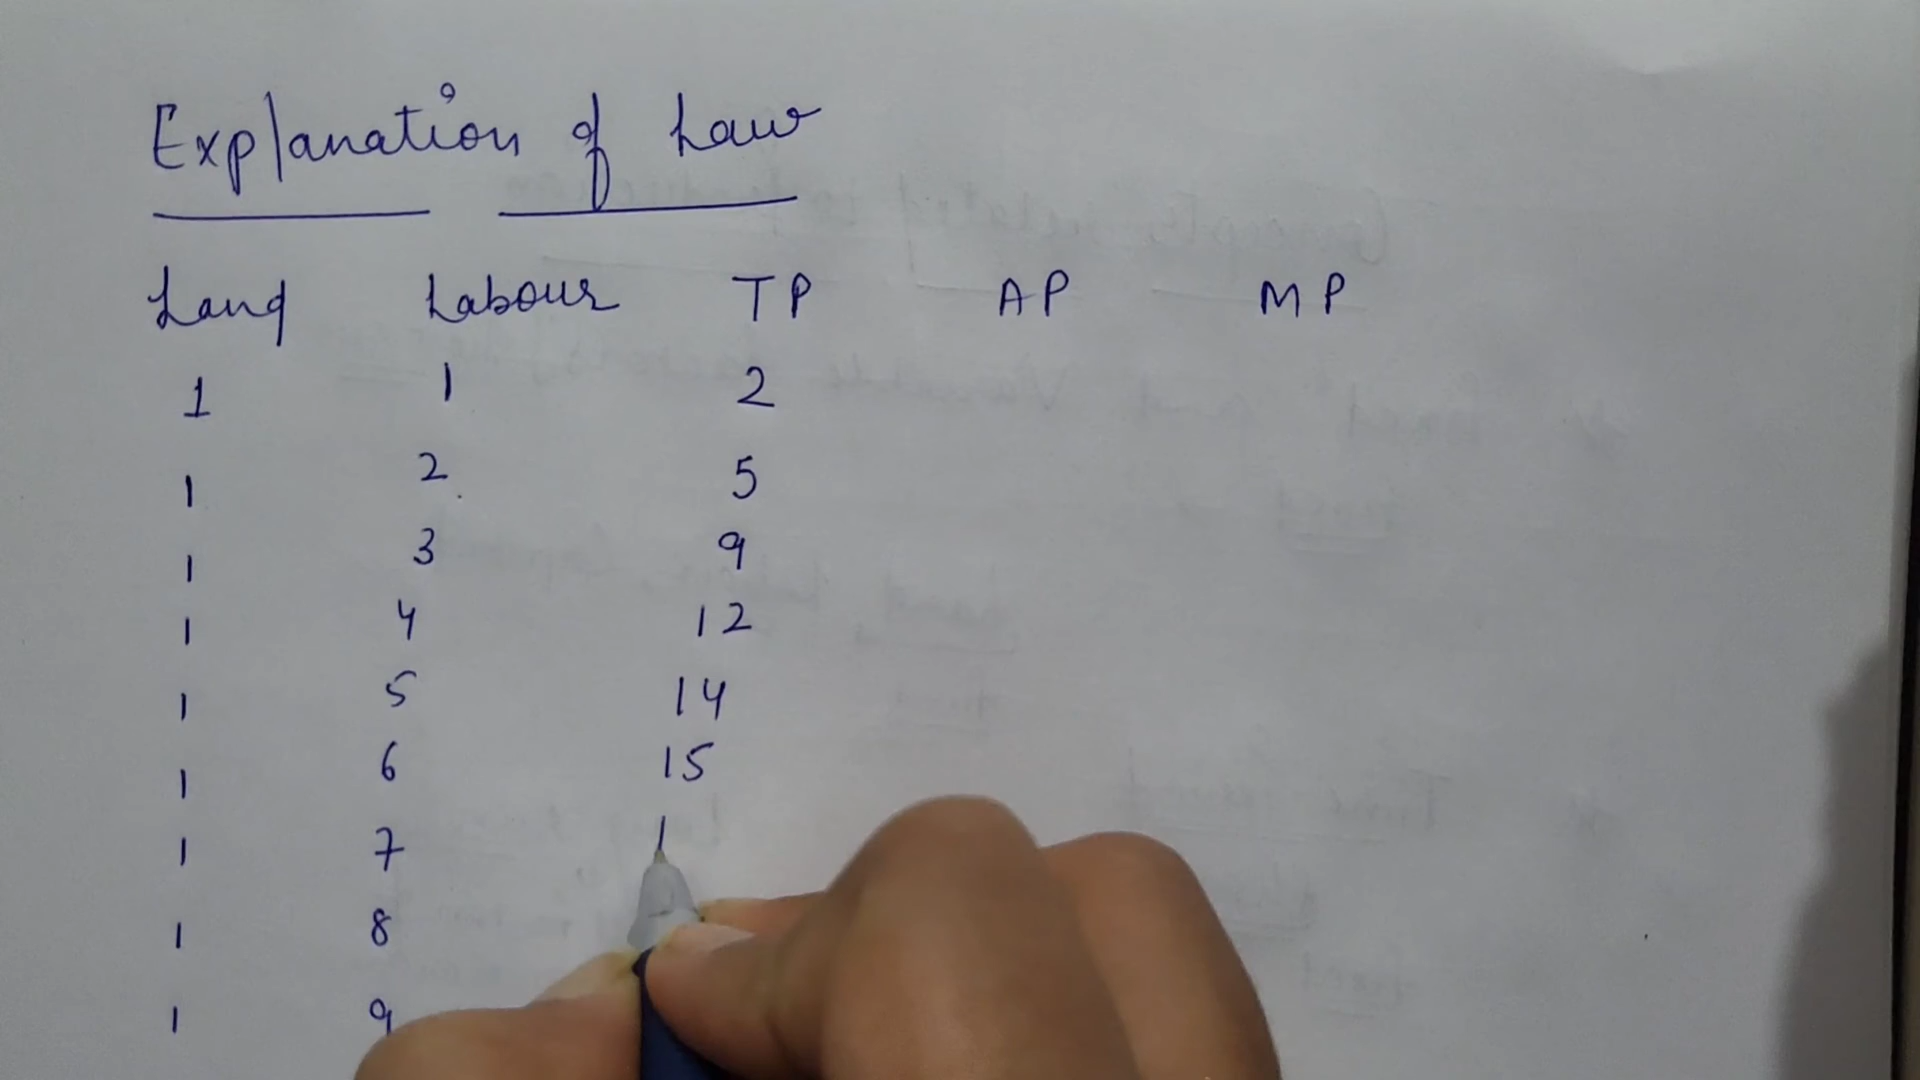 Explanation of Law
Land Labour TP AP MP
1 1 2
1 2 5
1 3 9
1 4 12
1 5 14
1 6 15
1 7 1
1 8
1 9